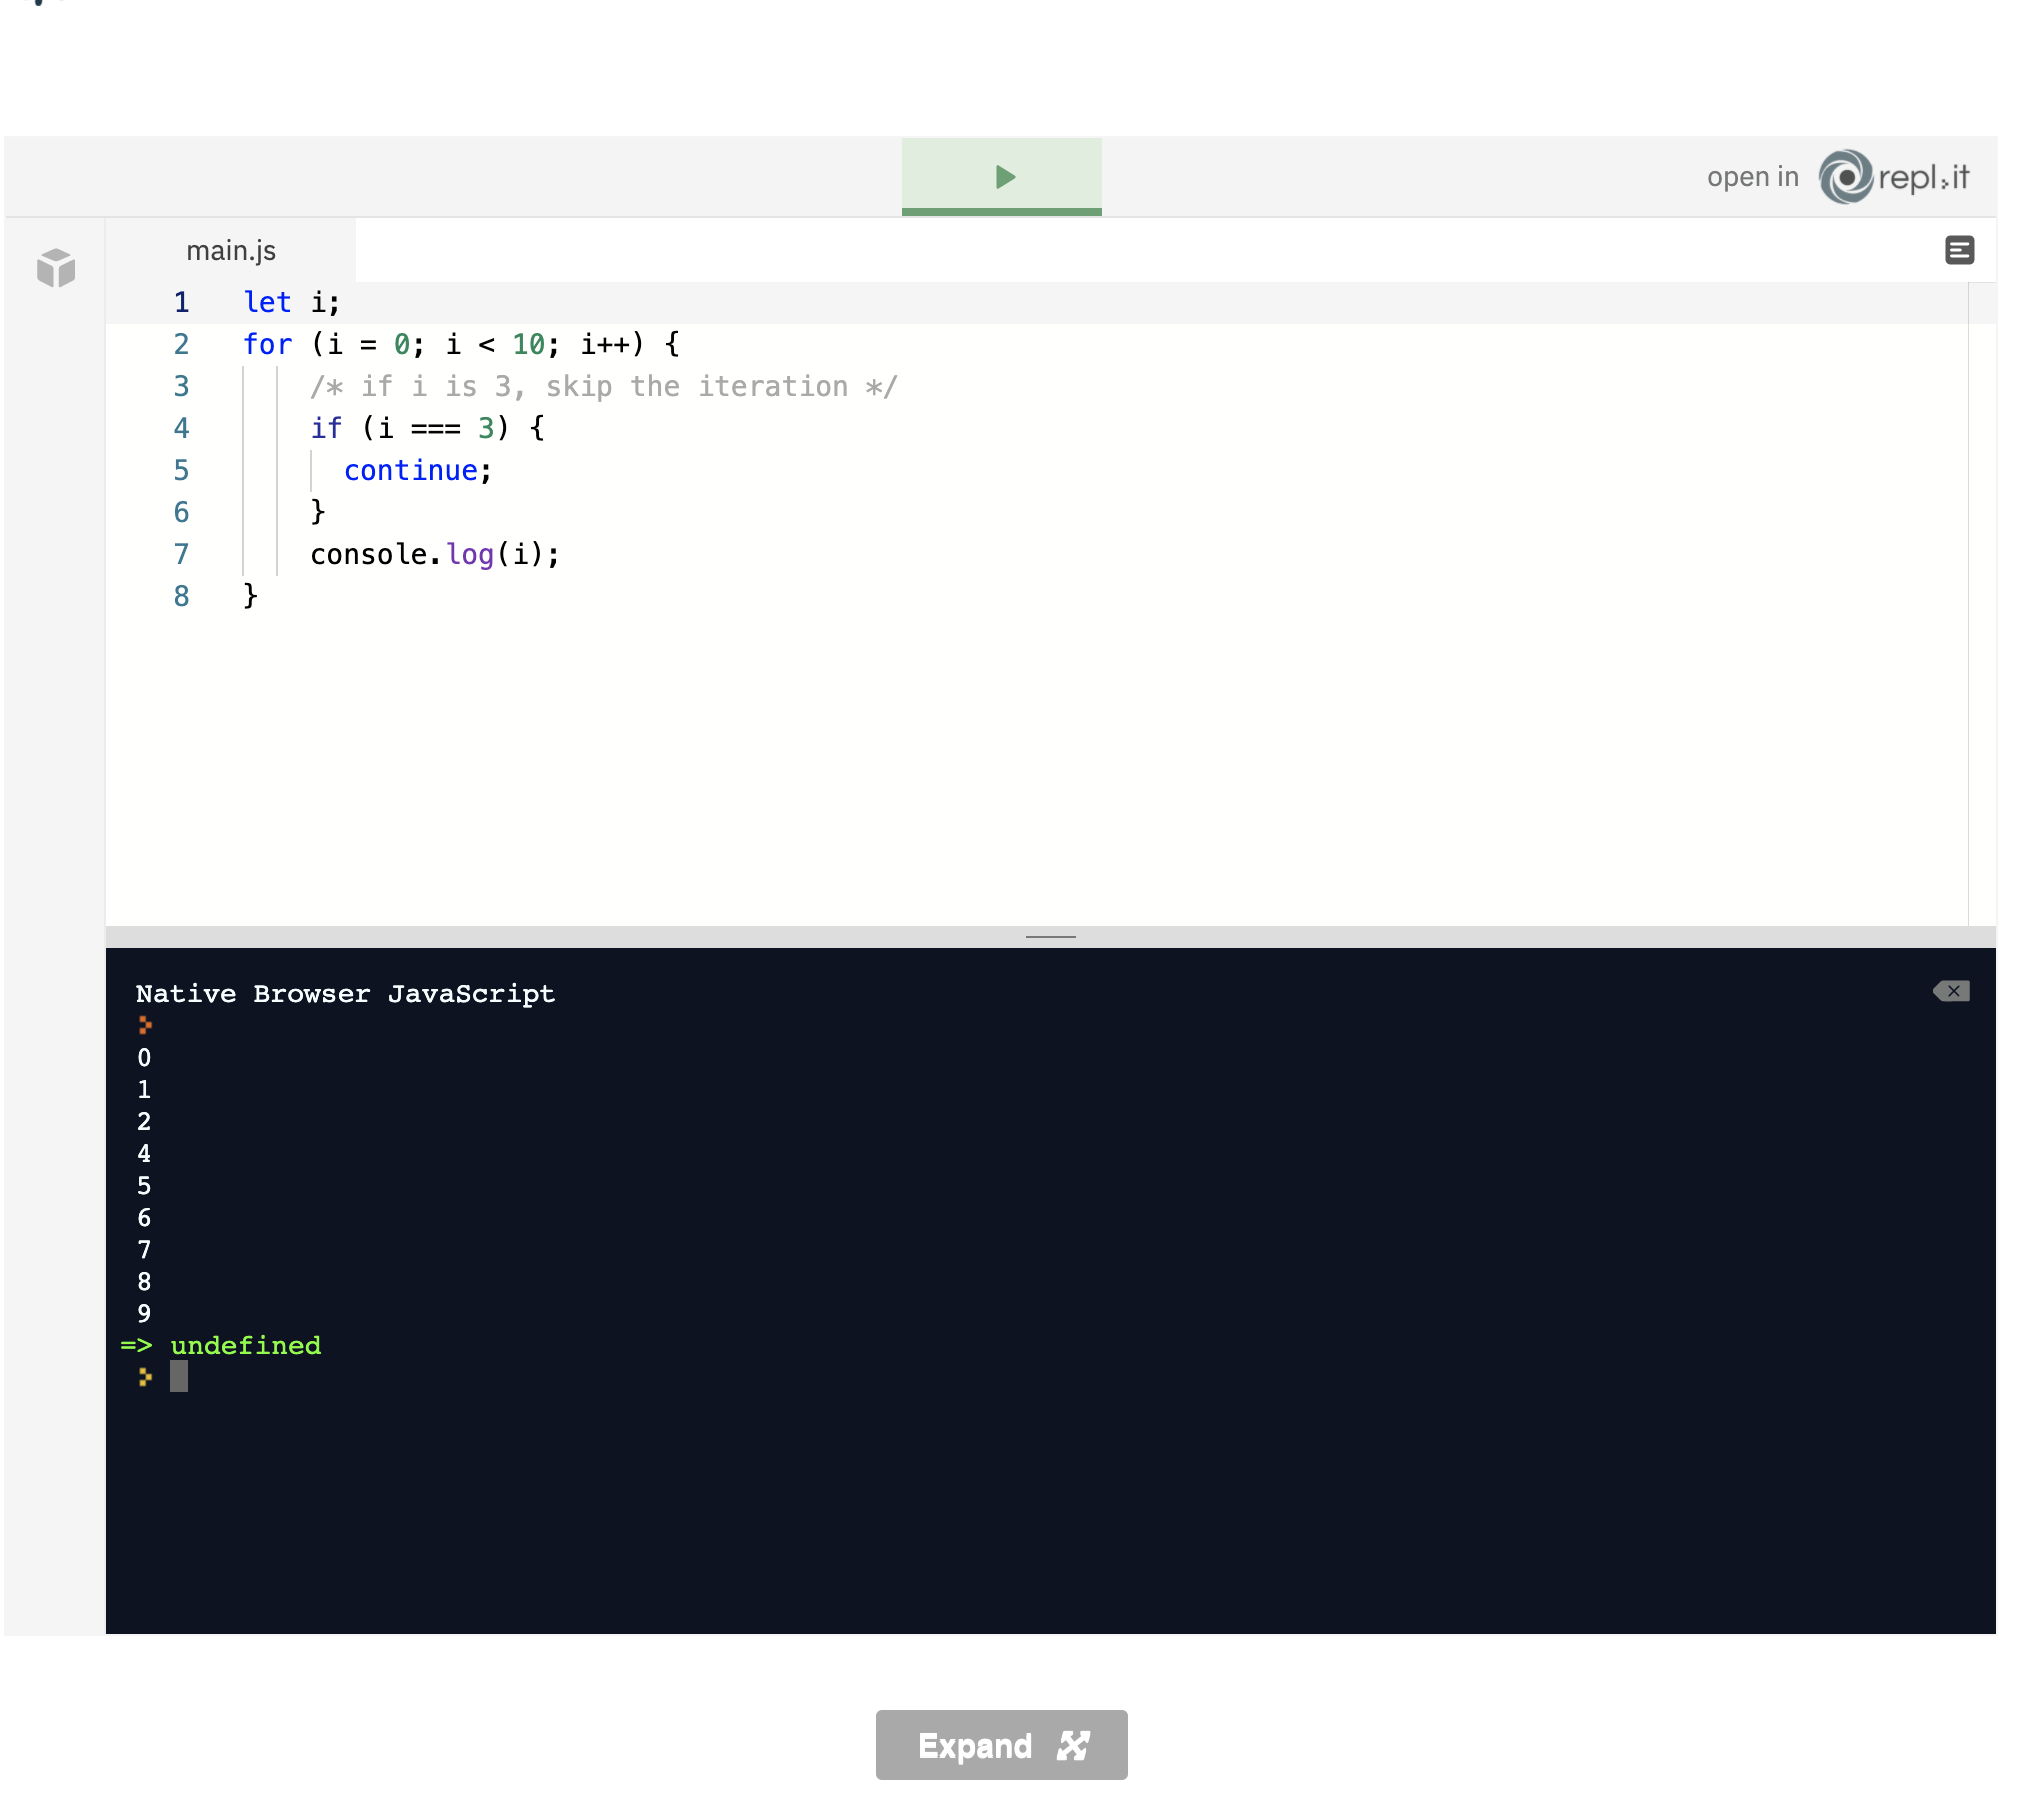 open in repl.it
main.js
1 let i;
2 for (i = 0; i < 10; i++) {
3 /* if i is 3, skip the iteration */
4 if (i === 3) {
5 continue;
6 }
7 console.log(i);
8 }
Native Browser JavaScript
0
1
2
4
5
6
7
8
9
=> undefined
Expand